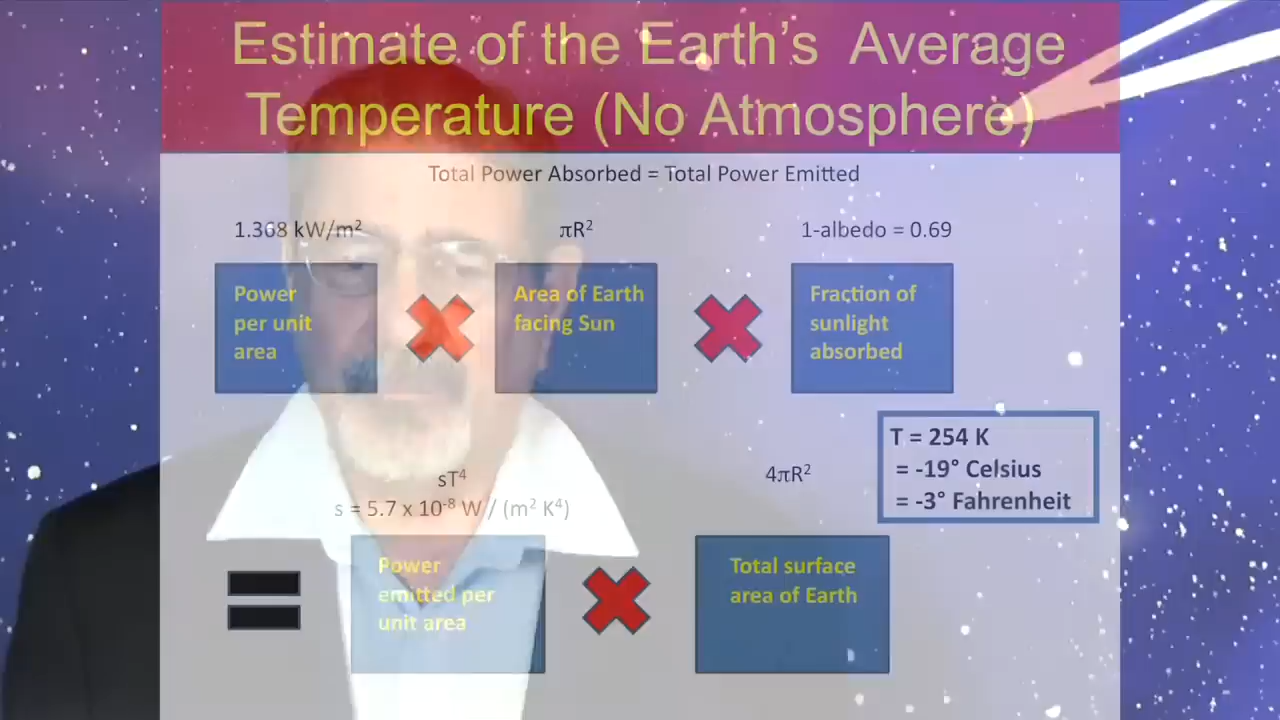 Estimate of the Earth's Average
Temperature (No Atmosphere)
Total Power Absorbed = Total Power Emitted
1.368 kW/m²
πR²
1-albedo = 0.69
Power
per unit
area
Area of Earth
facing Sun
Fraction of
sunlight
absorbed
T = 254 K
= -19° Celsius
= -3° Fahrenheit
sT⁴
s = 5.7 x 10⁻⁸ W / (m² K⁴)
4πR²
Power
emitted per
unit area
Total surface
area of Earth